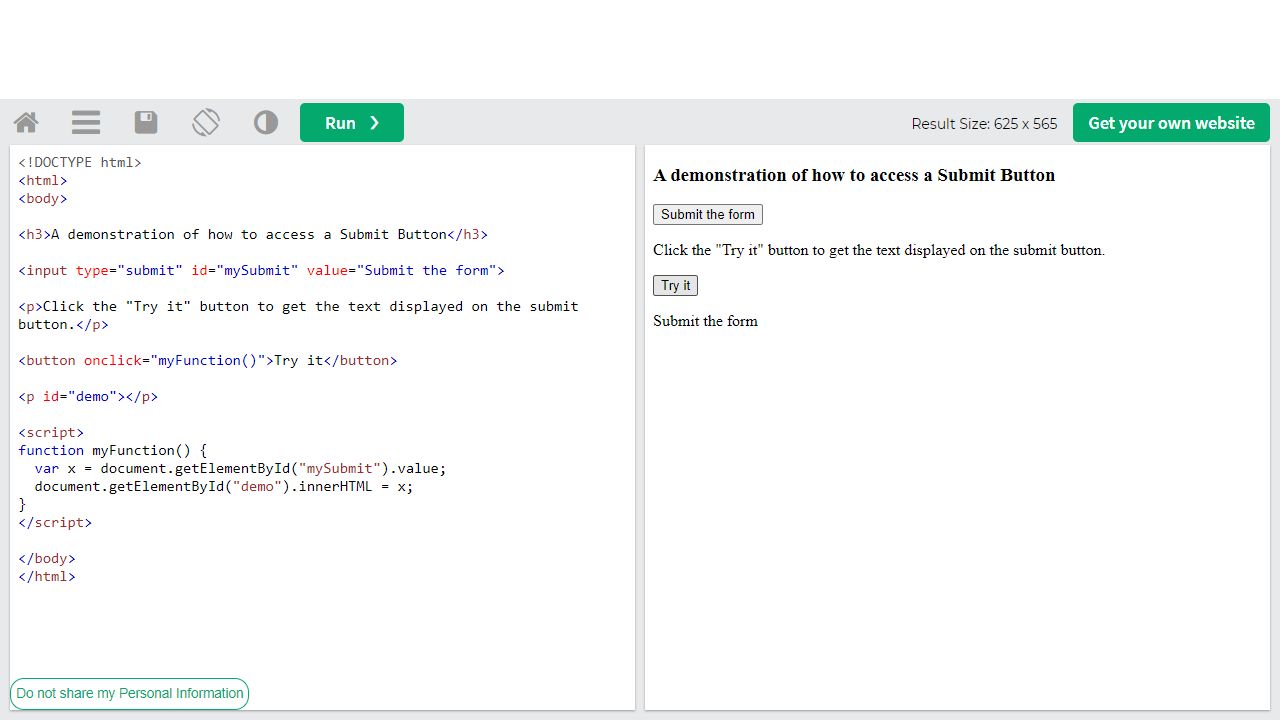 Run ❯
Result Size: 625 x 565
Get your own website
<!DOCTYPE html>
<html>
<body>
<h3>A demonstration of how to access a Submit Button</h3>
<input type="submit" id="mySubmit" value="Submit the form">
<p>Click the "Try it" button to get the text displayed on the submit
button.</p>
<button onclick="myFunction()">Try it</button>
<p id="demo"></p>
<script>
function myFunction() {
  var x = document.getElementById("mySubmit").value;
  document.getElementById("demo").innerHTML = x;
}
</script>
</body>
</html>
Do not share my Personal Information
A demonstration of how to access a Submit Button
Submit the form
Click the "Try it" button to get the text displayed on the submit button.
Try it
Submit the form